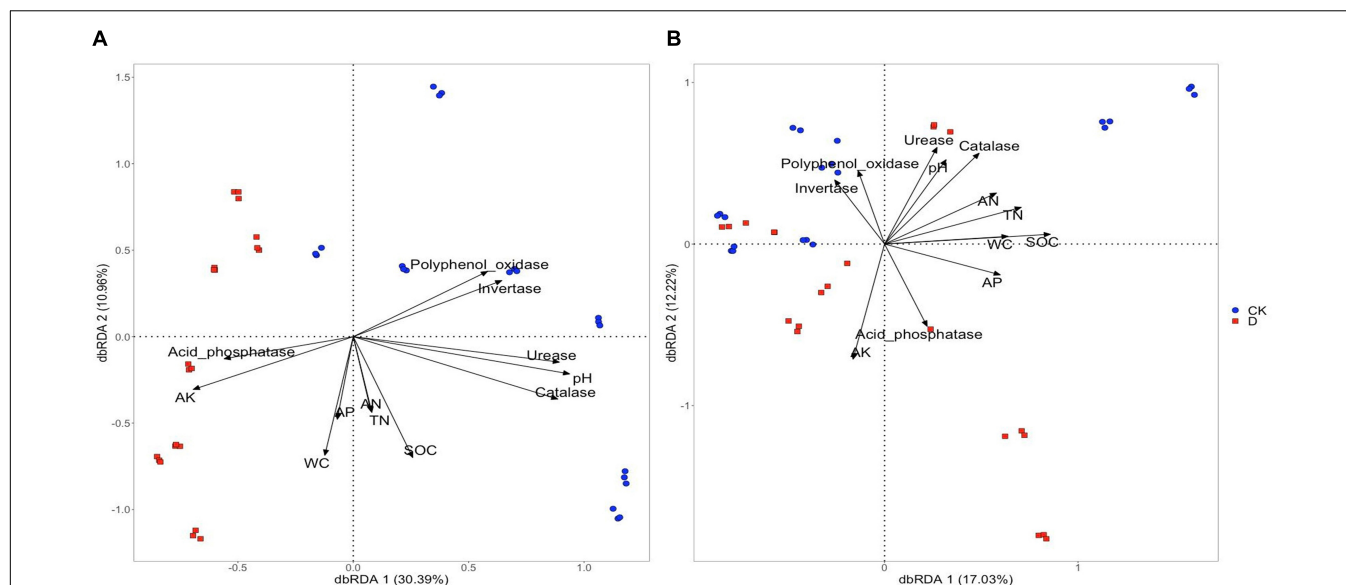 A
1.5
1.0
0.5
0.0
-0.5
-1.0
dbRDA 2 (10.96%)
Polyphenol_oxidase
Invertase
Acid_phosphatase
AK
Urease
pH
Catalase
AN
AP
TN
SOC
WC
-0.5
0.0
0.5
1.0
dbRDA 1 (30.39%)
B
1
0
-1
dbRDA 2 (12.22%)
Urease
Catalase
Polyphenol_oxidase
pH
Invertase
AN
TN
WC
SOC
AP
Acid_phosphatase
AK
0
1
dbRDA 1 (17.03%)
CK
D